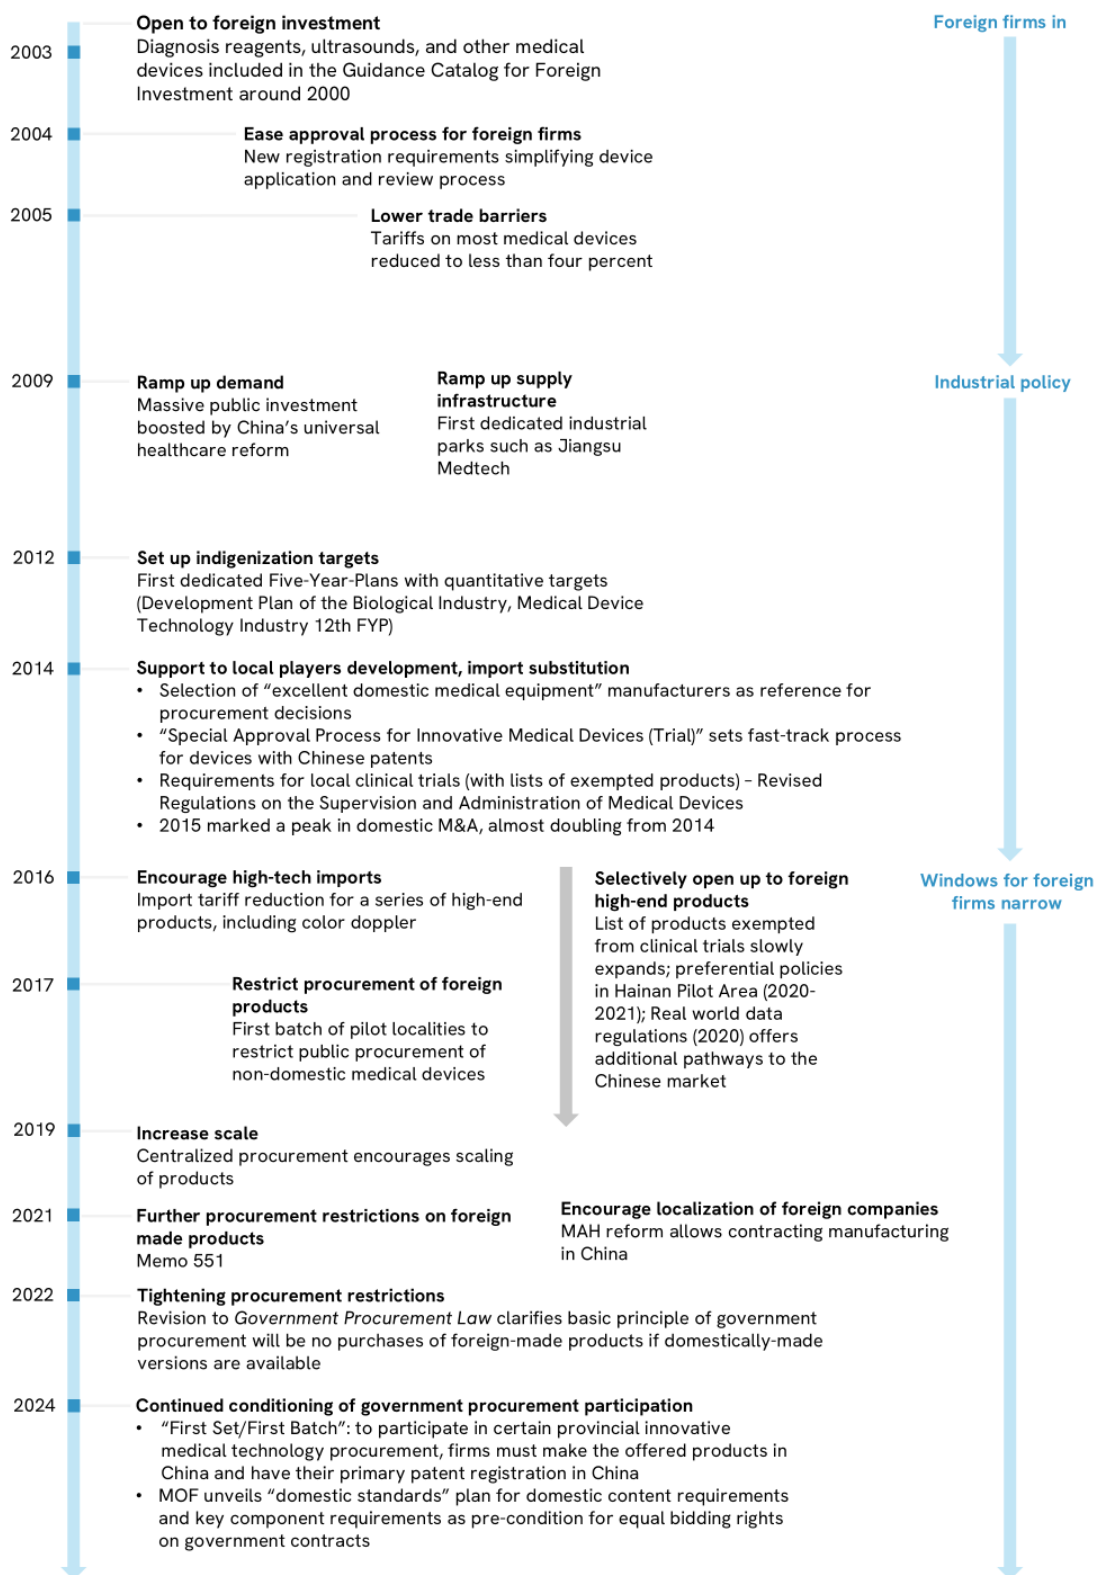 Open to foreign investment
Foreign firms in
2003
Diagnosis reagents, ultrasounds, and other medical
devices included in the Guidance Catalog for Foreign
Investment around 2000
2004
Ease approval process for foreign firms
New registration requirements simplifying device
application and review process
2005
Lower trade barriers
Tariffs on most medical devices
reduced to less than four percent
2009
Ramp up demand
Massive public investment
boosted by China's universal
healthcare reform
Ramp up supply
infrastructure
First dedicated industrial
parks such as Jiangsu
Medtech
Industrial policy
2012
Set up indigenization targets
First dedicated Five-Year-Plans with quantitative targets
(Development Plan of the Biological Industry, Medical Device
Technology Industry 12th FYP)
2014
Support to local players development, import substitution
• Selection of “excellent domestic medical equipment” manufacturers as reference for
procurement decisions
• “Special Approval Process for Innovative Medical Devices (Trial)” sets fast-track process
for devices with Chinese patents
• Requirements for local clinical trials (with lists of exempted products) – Revised
Regulations on the Supervision and Administration of Medical Devices
• 2015 marked a peak in domestic M&A, almost doubling from 2014
2016
Encourage high-tech imports
Import tariff reduction for a series of high-end
products, including color doppler
Selectively open up to foreign
high-end products
List of products exempted
from clinical trials slowly
expands; preferential policies
in Hainan Pilot Area (2020-
2021); Real world data
regulations (2020) offers
additional pathways to the
Chinese market
Windows for foreign
firms narrow
2017
Restrict procurement of foreign
products
First batch of pilot localities to
restrict public procurement of
non-domestic medical devices
2019
Increase scale
Centralized procurement encourages scaling
of products
2021
Further procurement restrictions on foreign
made products
Memo 551
Encourage localization of foreign companies
MAH reform allows contracting manufacturing
in China
2022
Tightening procurement restrictions
Revision to Government Procurement Law clarifies basic principle of government
procurement will be no purchases of foreign-made products if domestically-made
versions are available
2024
Continued conditioning of government procurement participation
• “First Set/First Batch”: to participate in certain provincial innovative
medical technology procurement, firms must make the offered products in
China and have their primary patent registration in China
• MOF unveils “domestic standards” plan for domestic content requirements
and key component requirements as pre-condition for equal bidding rights
on government contracts